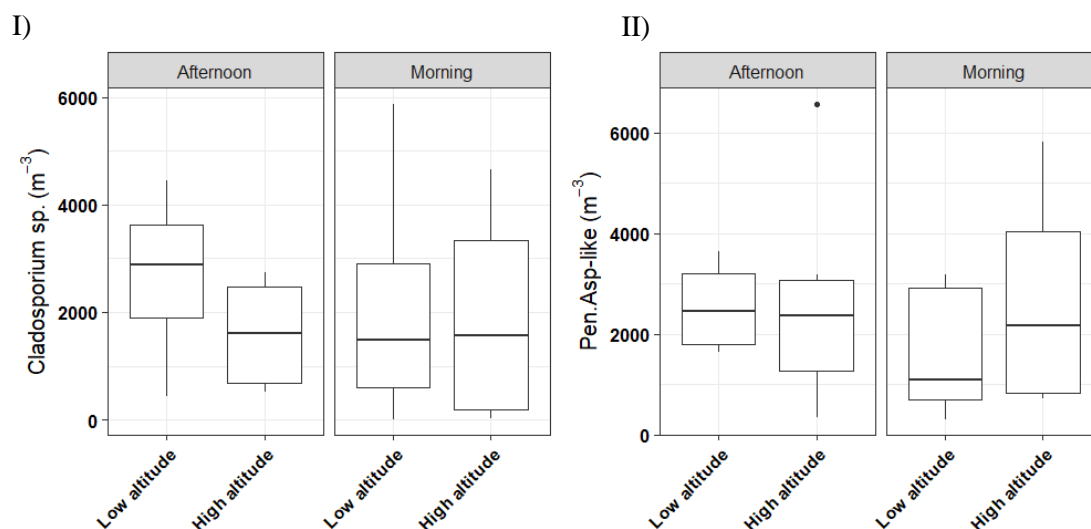 I)
II)
Afternoon
Morning
Afternoon
Morning
Cladosporium sp. (m⁻³)
6000
4000
2000
0
Low altitude
High altitude
Low altitude
High altitude
Pen.Asp-like (m⁻³)
6000
4000
2000
0
Low altitude
High altitude
Low altitude
High altitude